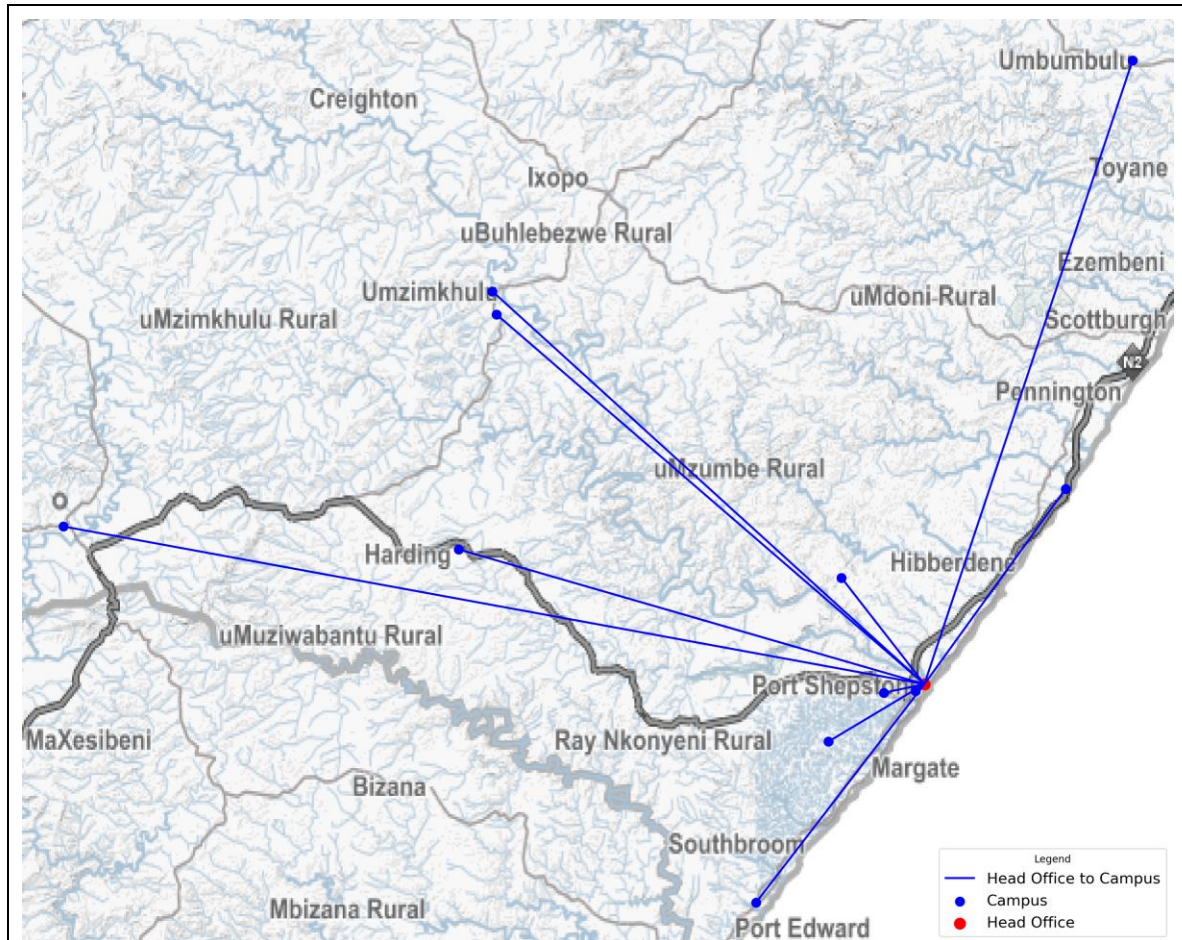 Umbumbulu
Creighton
Toyane
Ixopo
uBuhlebezwe Rural
Ezembeni
Umzimkhulu
uMdoni Rural
uMzimkhulu Rural
Scottburgh
N2
Pennington
uMzumbe Rural
Harding
Hibberdene
uMuziwabantu Rural
Port Shepston
MaXesibeni
Ray Nkonyeni Rural
Margate
Bizana
Southbroom
Mbizana Rural
Port Edward
Legend
Head Office to Campus
Campus
Head Office